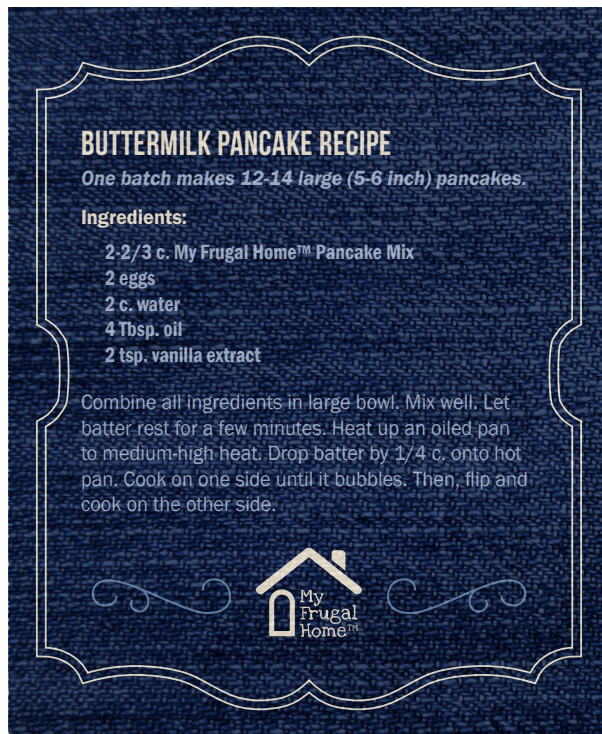 BUTTERMILK PANCAKE RECIPE
One batch makes 12-14 large (5-6 inch) pancakes.
Ingredients:
2-2/3 c. My Frugal Home™ Pancake Mix
2 eggs
2 c. water
4 Tbsp. oil
2 tsp. vanilla extract
Combine all ingredients in large bowl. Mix well. Let
batter rest for a few minutes. Heat up an oiled pan
to medium-high heat. Drop batter by 1/4 c. onto hot
pan. Cook on one side until it bubbles. Then, flip and
cook on the other side.
My
Frugal
Home™